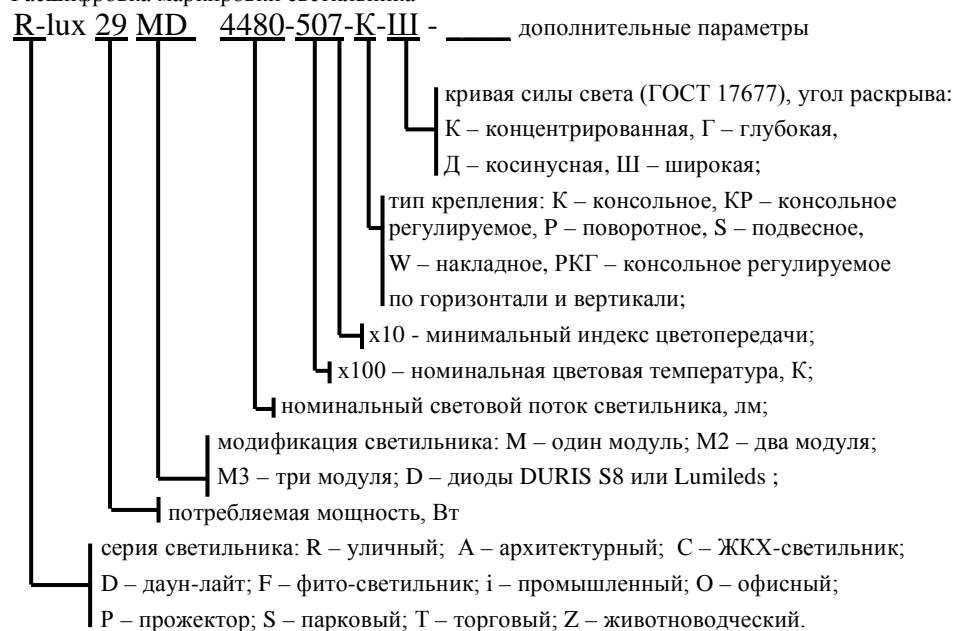 R-lux 29 MD 4480-507-К-Ш - _____ дополнительные параметры
кривая силы света (ГОСТ 17677), угол раскрыва:
К – концентрированная, Г – глубокая,
Д – косинусная, Ш – широкая;
тип крепления: К – консольное, КР – консольное
регулируемое, Р – поворотное, S – подвесное,
W – накладное, РКГ – консольное регулируемое
по горизонтали и вертикали;
х10 - минимальный индекс цветопередачи;
х100 – номинальная цветовая температура, К;
номинальный световой поток светильника, лм;
модификация светильника: М – один модуль; М2 – два модуля;
М3 – три модуля; D – диоды DURIS S8 или Lumileds ;
потребляемая мощность, Вт
серия светильника: R – уличный; А – архитектурный; С – ЖКХ-светильник;
D – даун-лайт; F – фито-светильник; i – промышленный; О – офисный;
Р – прожектор; S – парковый; Т – торговый; Z – животноводческий.